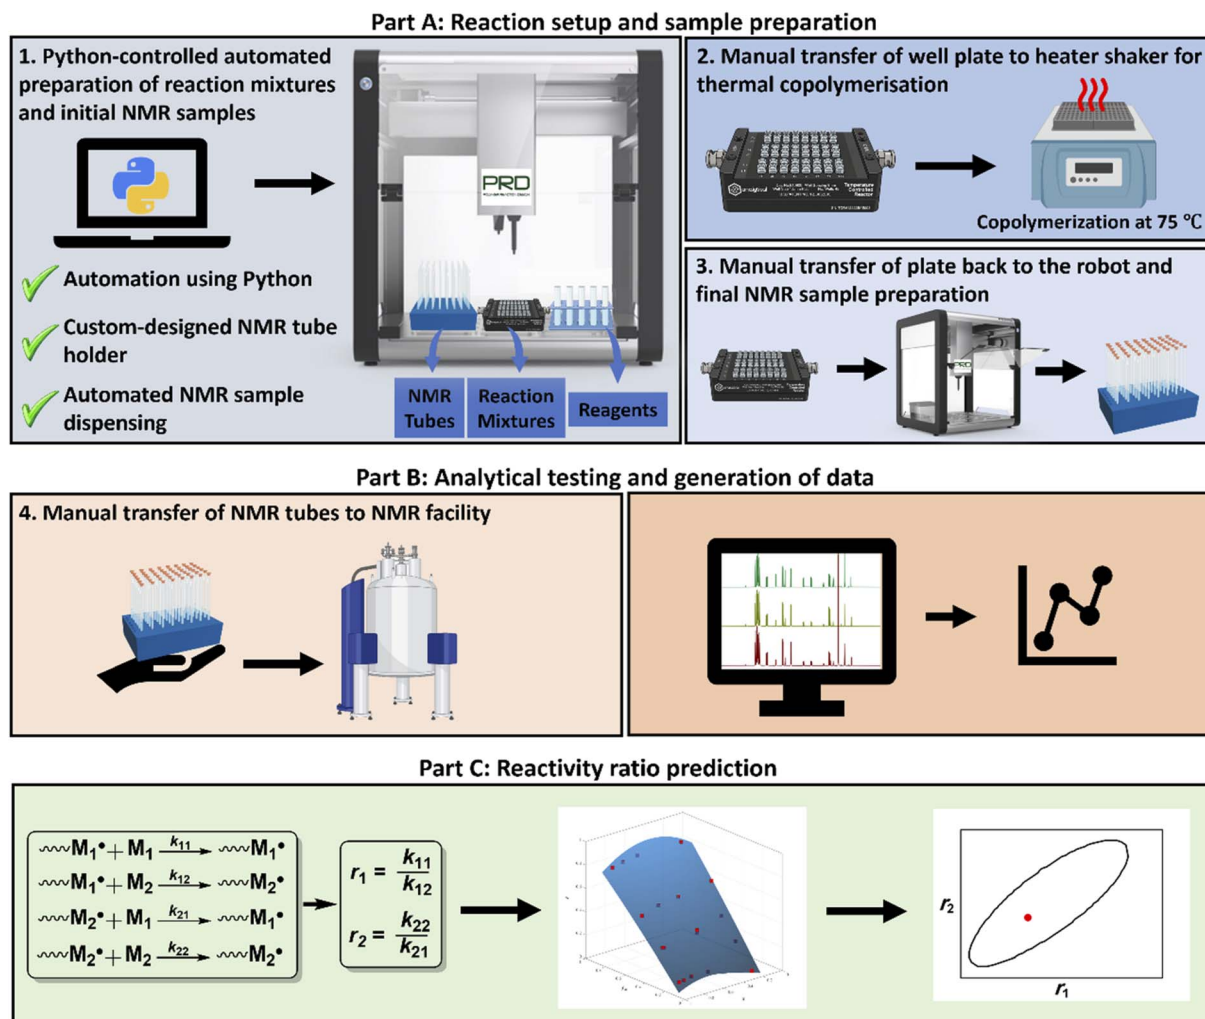 Part A: Reaction setup and sample preparation
1. Python-controlled automated
preparation of reaction mixtures
and initial NMR samples
Automation using Python
Custom-designed NMR tube
holder
Automated NMR sample
dispensing
PRD
NMR
Tubes
Reaction
Mixtures
Reagents
2. Manual transfer of well plate to heater shaker for
thermal copolymerisation
Temperature
Controlled
Reactor
Copolymerization at 75 °C
3. Manual transfer of plate back to the robot and
final NMR sample preparation
PRD
Part B: Analytical testing and generation of data
4. Manual transfer of NMR tubes to NMR facility
Part C: Reactivity ratio prediction
M₁• + M₁ k₁₁ M₁•
M₁• + M₂ k₁₂ M₂•
M₂• + M₁ k₂₁ M₁•
M₂• + M₂ k₂₂ M₂•
r₁ = k₁₁/k₁₂
r₂ = k₂₂/k₂₁
r₂
r₁